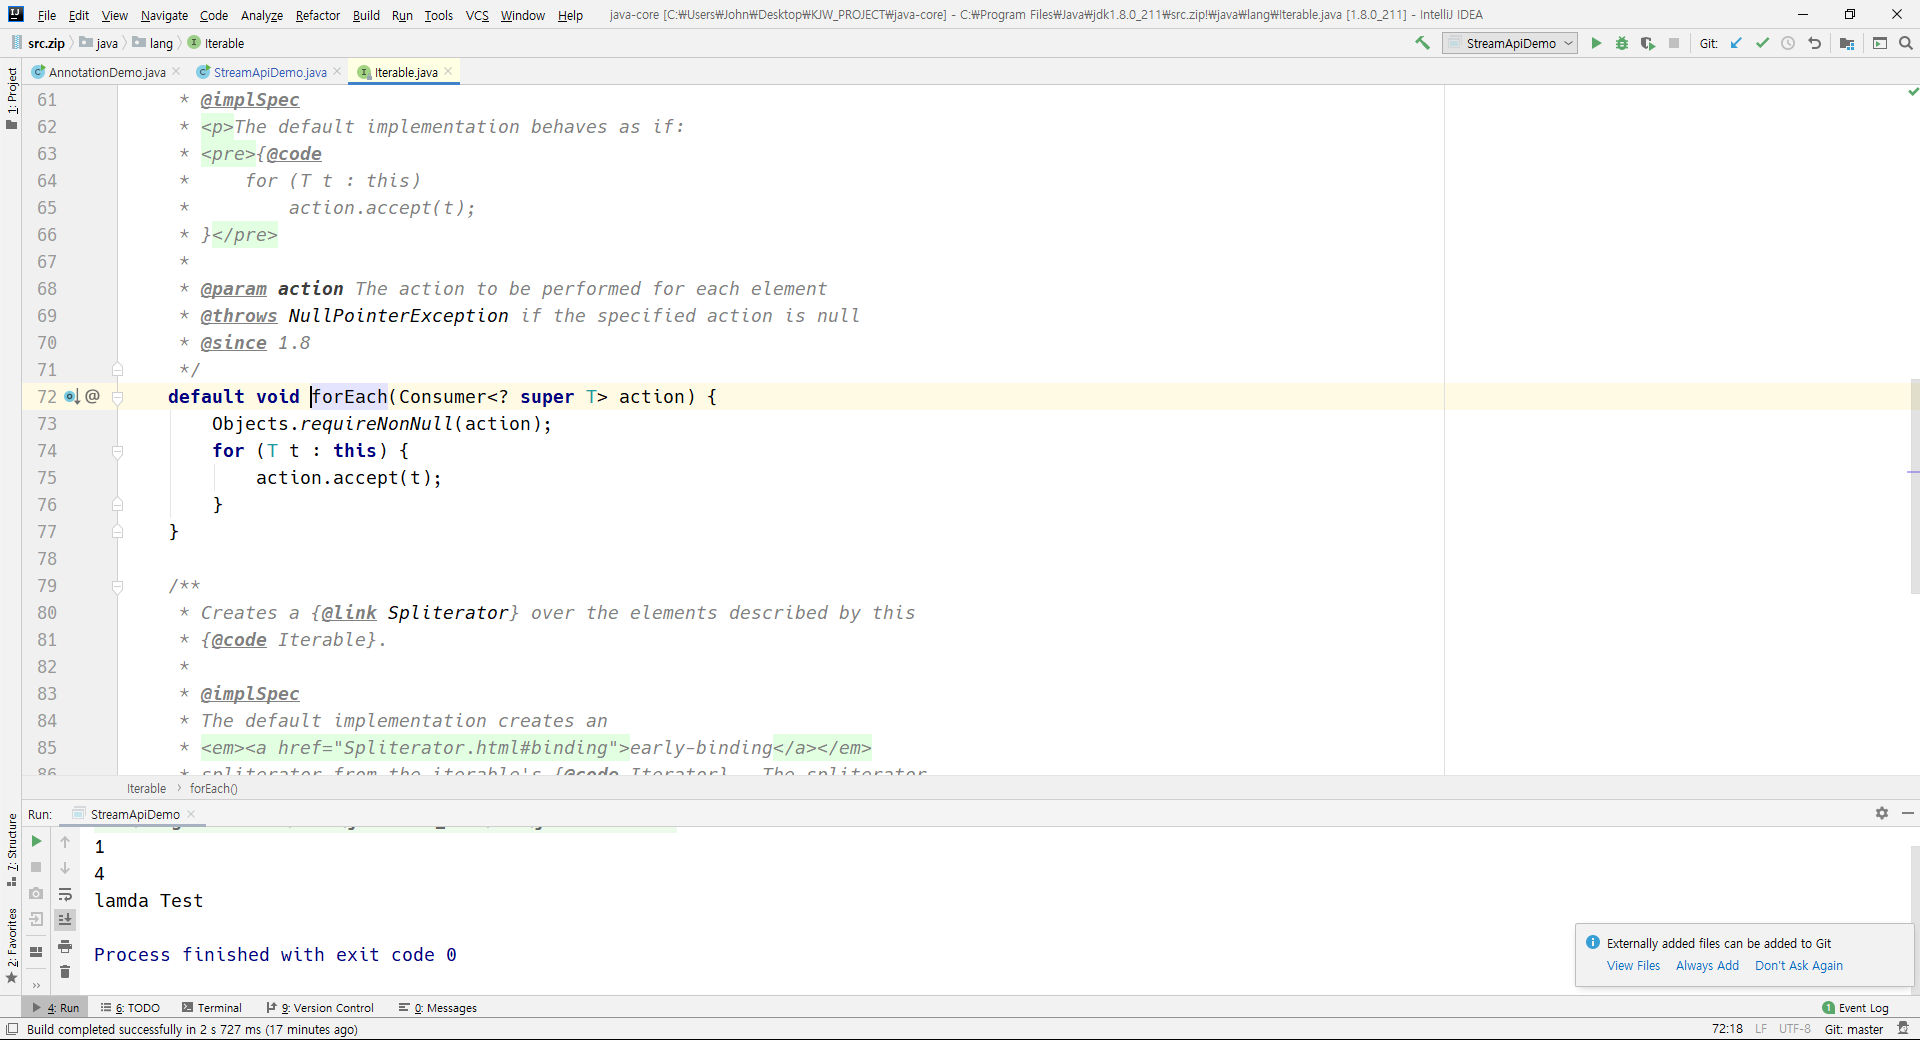 File Edit View Navigate Code Analyze Refactor Build Run Tools VCS Window Help java-core [C:₩Users₩John₩Desktop₩KJW_PROJECT₩java-core] - C:₩Program Files₩Java₩jdk1.8.0_211₩src.zip!₩java₩lang₩Iterable.java [1.8.0_211] - IntelliJ IDEA
src.zip java lang Iterable StreamApiDemo Git:
AnnotationDemo.java StreamApiDemo.java Iterable.java
1: Project
61 * @implSpec
62 * <p>The default implementation behaves as if:
63 * <pre>{@code
64 *     for (T t : this)
65 *         action.accept(t);
66 * }</pre>
67 *
68 * @param action The action to be performed for each element
69 * @throws NullPointerException if the specified action is null
70 * @since 1.8
71 */
72 @ default void forEach(Consumer<? super T> action) {
73     Objects.requireNonNull(action);
74     for (T t : this) {
75         action.accept(t);
76     }
77 }
78
79 /**
80 * Creates a {@link Spliterator} over the elements described by this
81 * {@code Iterable}.
82 *
83 * @implSpec
84 * The default implementation creates an
85 * <em><a href="Spliterator.html#binding">early-binding</a></em>
86 * spliterator from the iterable's {@code Iterator}.  The spliterator
Iterable forEach()
Run: StreamApiDemo
7: Structure
2: Favorites
1
4
lamda Test
Process finished with exit code 0
Externally added files can be added to Git
View Files Always Add Don't Ask Again
4: Run 6: TODO Terminal 9: Version Control 0: Messages 1 Event Log
Build completed successfully in 2 s 727 ms (17 minutes ago) 72:18 LF UTF-8 Git: master